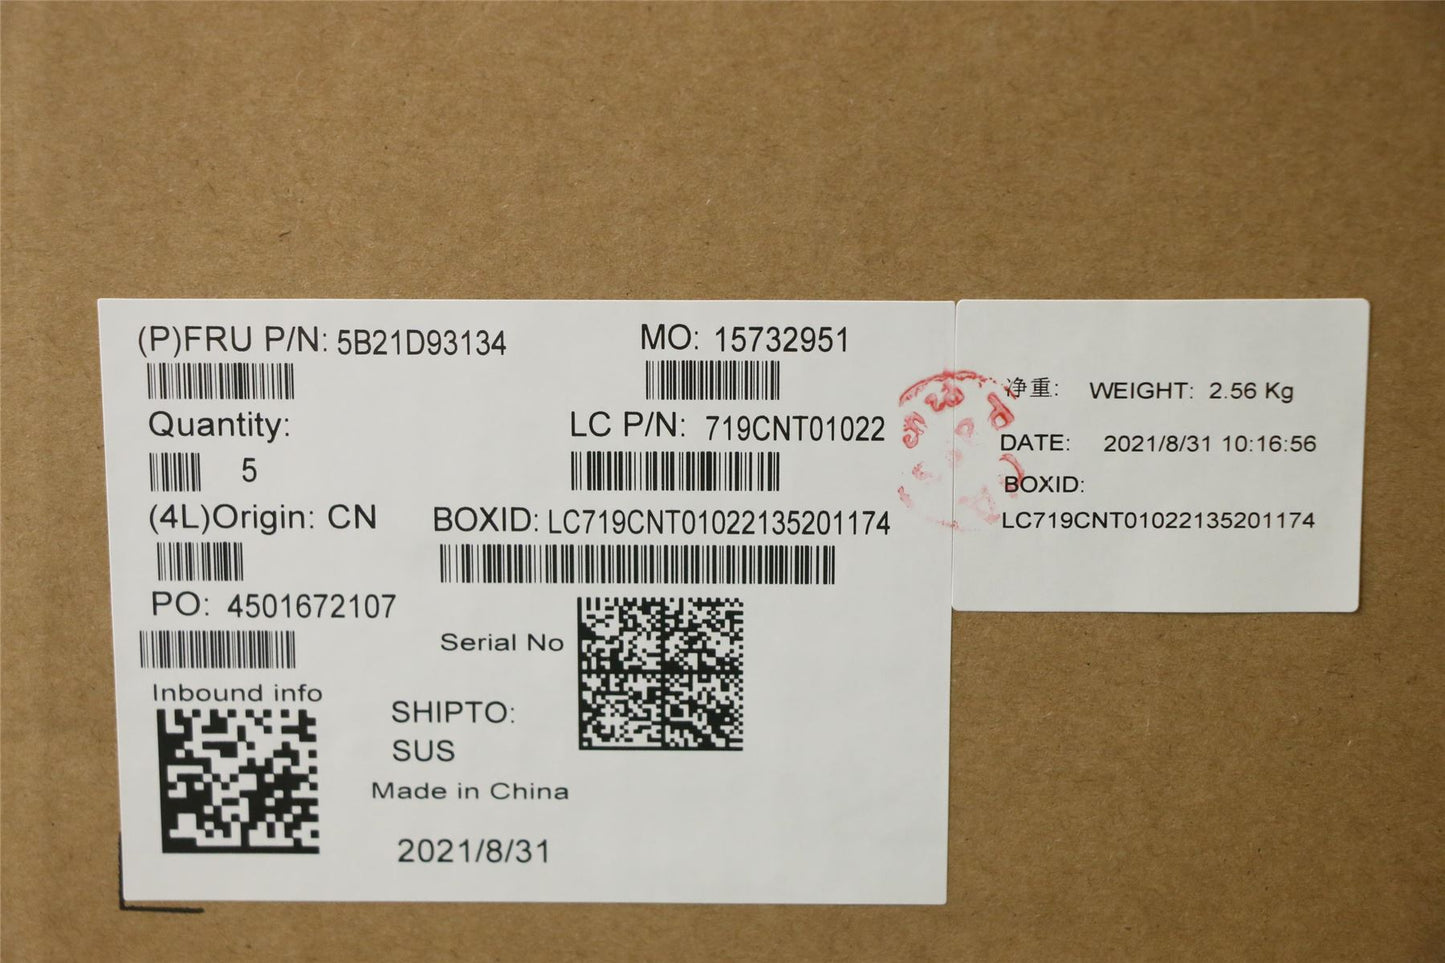 (P)FRU P/N: 5B21D93134
MO: 15732951
Quantity:
5
LC P/N: 719CNT01022
(4L)Origin: CN
BOXID: LC719CNT01022135201174
PO: 4501672107
Serial No
Inbound info
SHIPTO:
SUS
Made in China
2021/8/31
净重: WEIGHT: 2.56 Kg
DATE: 2021/8/31 10:16:56
BOXID:
LC719CNT01022135201174